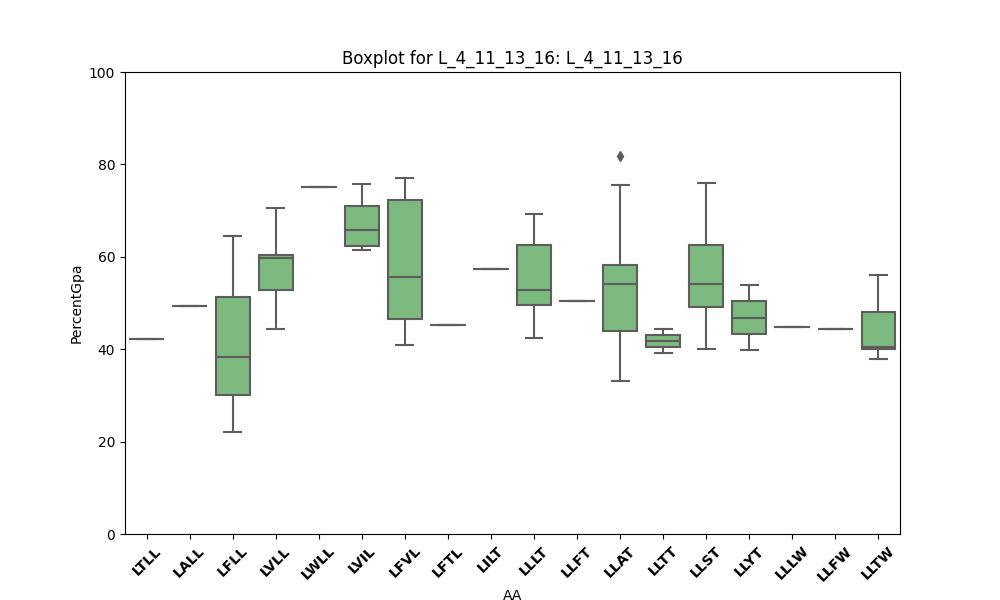 Boxplot for L_4_11_13_16: L_4_11_13_16
PercentGpa
100
80
60
40
20
0
LTLL LALL LFLL LVLL LWLL LVIL LFVL LFTL LILT LLLT LLFT LLAT LLTT LLST LLYT LLLW LLFW LLTW
AA